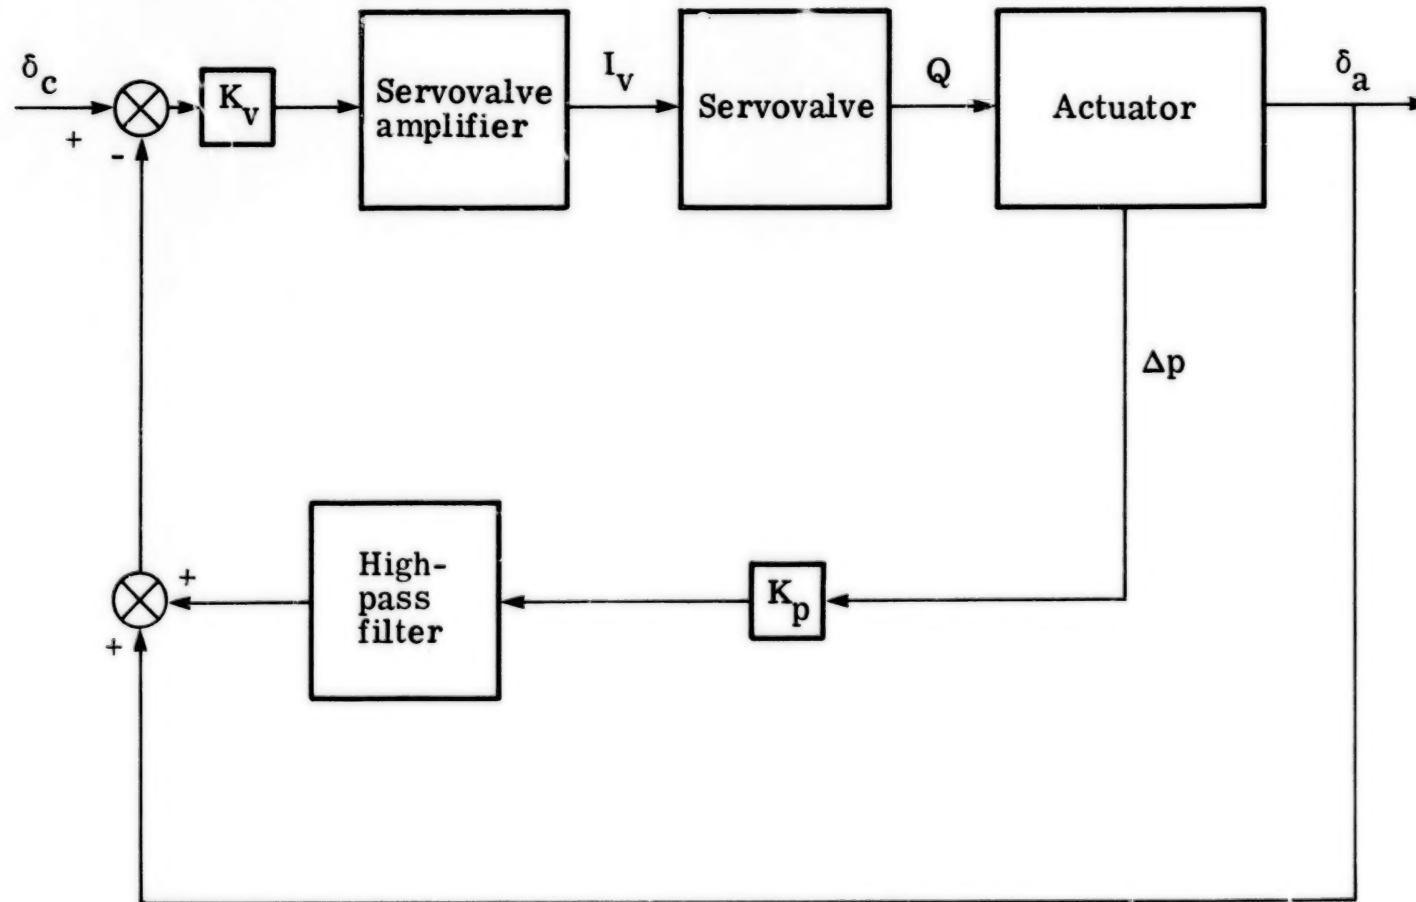 δc
+
-
Kv
Servovalve
amplifier
Iv
Servovalve
Q
Actuator
δa
Δp
High-
pass
filter
Kp
+
+